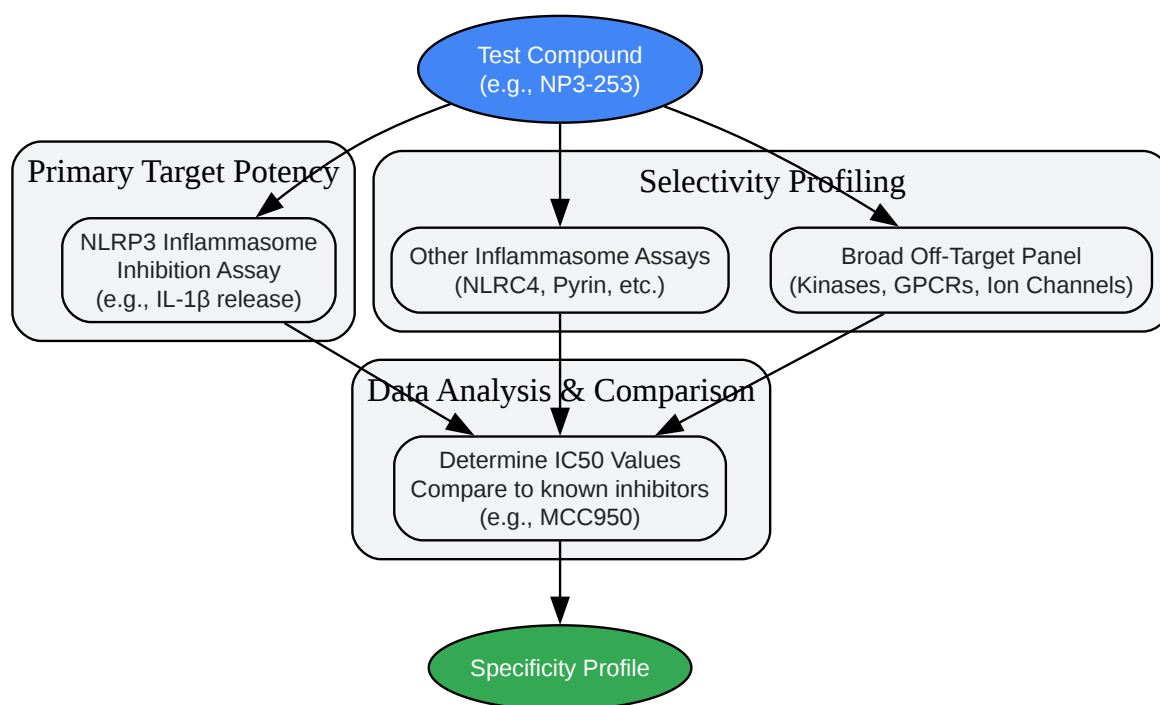 Test Compound
(e.g., NP3-253)
Primary Target Potency
Selectivity Profiling
NLRP3 Inflammasome
Inhibition Assay
(e.g., IL-1β release)
Other Inflammasome Assays
(NLRC4, Pyrin, etc.)
Broad Off-Target Panel
(Kinases, GPCRs, Ion Channels)
Data Analysis & Comparison
Determine IC50 Values
Compare to known inhibitors
(e.g., MCC950)
Specificity Profile